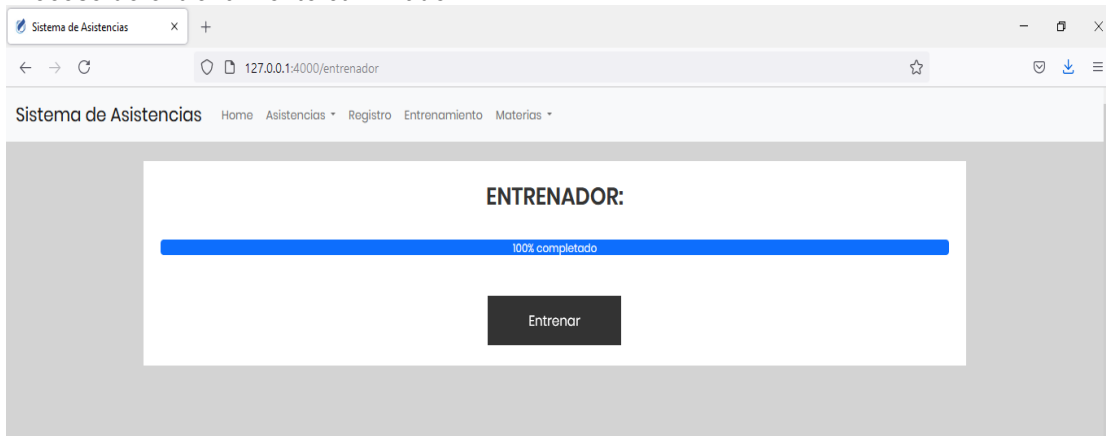 Sistema de Asistencias
127.0.0.1:4000/entrenador
Sistema de Asistencias Home Asistencias Registro Entrenamiento Materias
ENTRENADOR:
100% completado
Entrenar